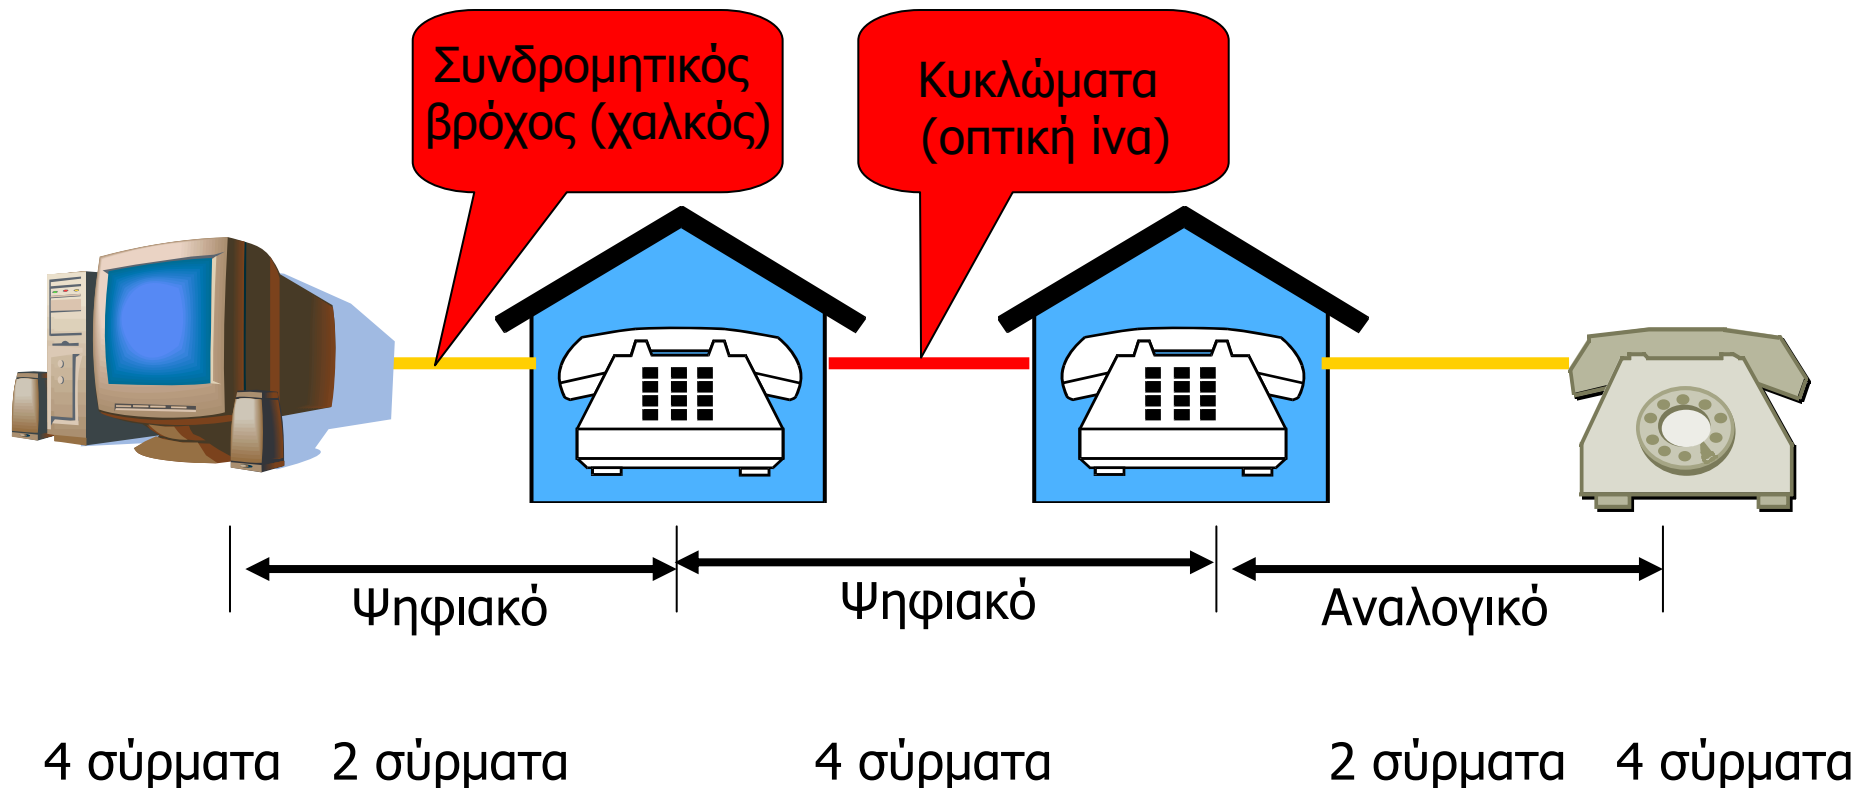 Συνδρομητικός
βρόχος (χαλκός)
Κυκλώματα
(οπτική ίνα)
Ψηφιακό
Ψηφιακό
Αναλογικό
4 σύρματα
2 σύρματα
4 σύρματα
2 σύρματα
4 σύρματα